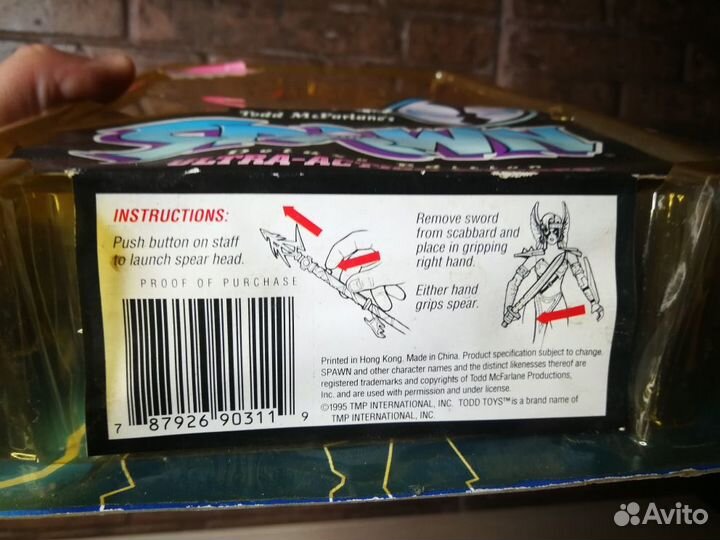 Todd McFarlane's
SPAWN
ULTRA-ACTION
INSTRUCTIONS:
Push button on staff
to launch spear head.
PROOF OF PURCHASE
7 87926 90311 9
Remove sword
from scabbard and
place in gripping
right hand.
Either hand
grips spear.
Printed in Hong Kong. Made in China. Product specification subject to change.
SPAWN and other character names and the distinct likenesses thereof are
registered trademarks and copyrights of Todd McFarlane Productions,
Inc. and are used with permission and under license.
©1995 TMP INTERNATIONAL, INC. TODD TOYS™ is a brand name of
TMP INTERNATIONAL, INC.
Avito